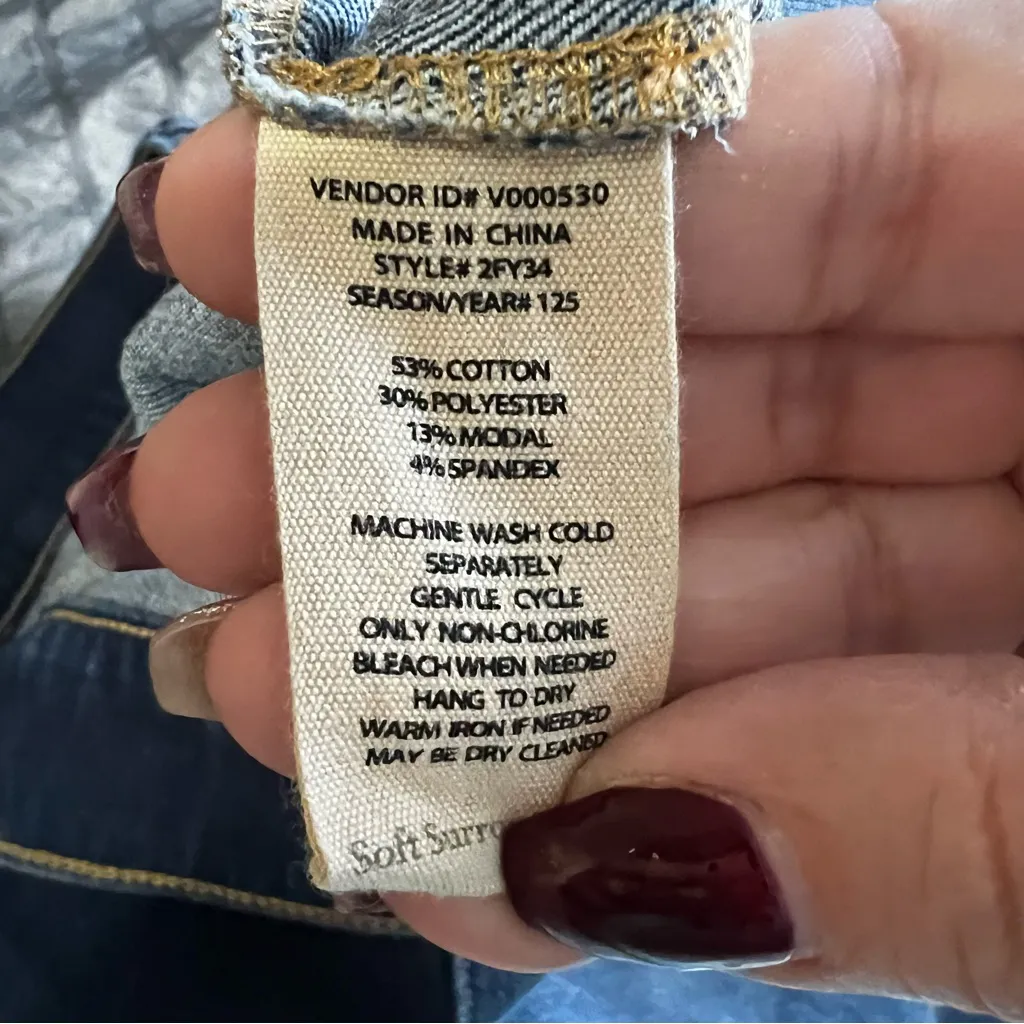 VENDOR ID# V000530
MADE IN CHINA
STYLE# 2FY34
SEASON/YEAR# 125
53% COTTON
30% POLYESTER
13% MODAL
4% SPANDEX
MACHINE WASH COLD
SEPARATELY
GENTLE CYCLE
ONLY NON-CHLORINE
BLEACH WHEN NEEDED
HANG TO DRY
WARM IRON IF NEEDED
MAY BE DRY CLEANED
Soft